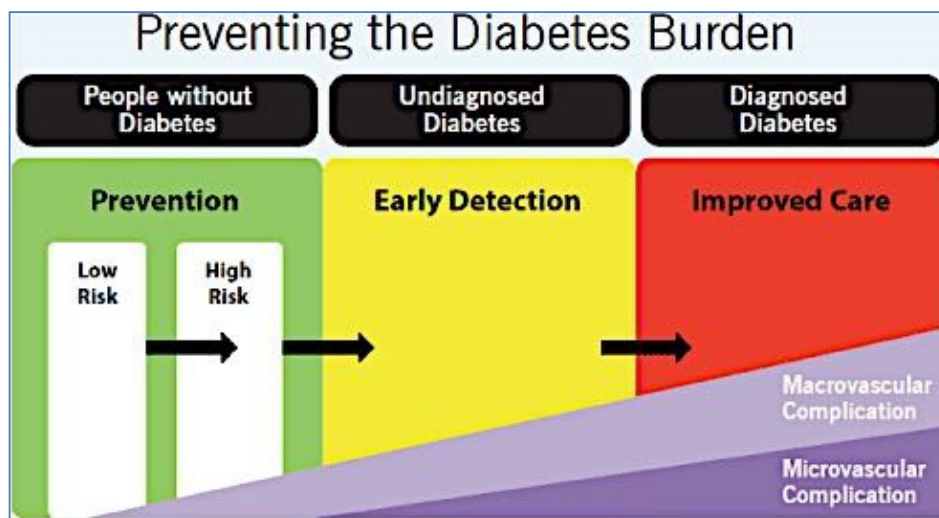 Preventing the Diabetes Burden
People without
Diabetes
Undiagnosed
Diabetes
Diagnosed
Diabetes
Prevention
Early Detection
Improved Care
Low
Risk
High
Risk
Macrovascular
Complication
Microvascular
Complication